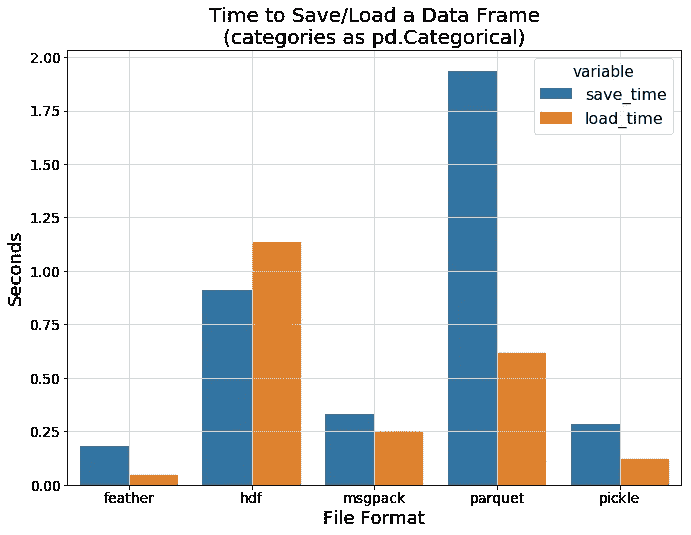 Time to Save/Load a Data Frame
(categories as pd.Categorical)
variable
save_time
load_time
2.00
1.75
1.50
1.25
1.00
0.75
0.50
0.25
0.00
Seconds
feather hdf msgpack parquet pickle
File Format